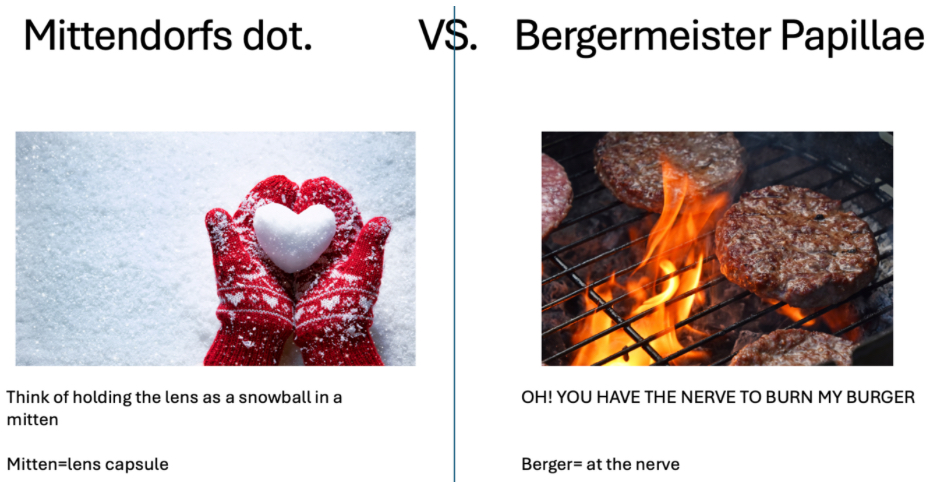 Mittendorfs dot.
VS.
Bergermeister Papillae
Think of holding the lens as a snowball in a
mitten
Mitten=lens capsule
OH! YOU HAVE THE NERVE TO BURN MY BURGER
Berger= at the nerve